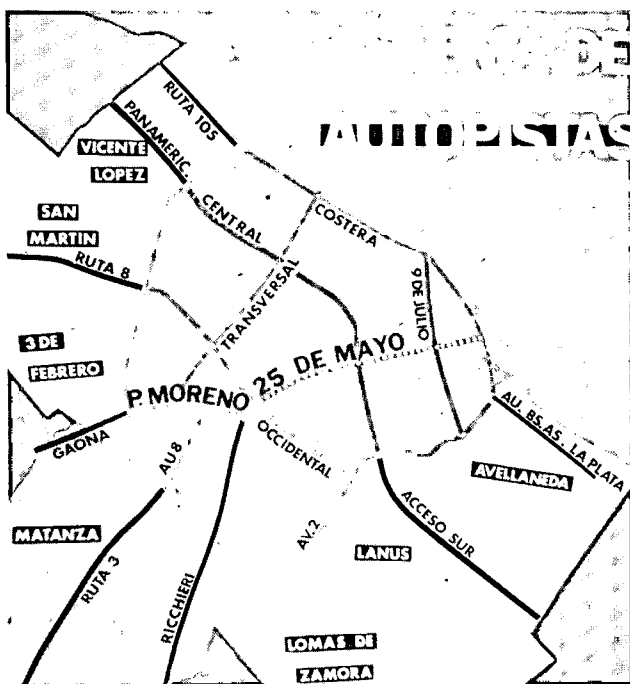 DE
AUTOPISTAS
RUTA 105
PANAMERIC.
VICENTE
LOPEZ
CENTRAL
COSTERA
SAN
MARTIN
RUTA 8
TRANSVERSAL
9 DE JULIO
3 DE
FEBRERO
25 DE MAYO
P. MORENO
GAONA
AU 8
OCCIDENTAL
AU. BS. AS. LA PLATA
AVELLANEDA
MATANZA
RUTA 3
RICCHIERI
AV. 2
LANUS
ACCESO SUR
LOMAS DE
ZAMORA